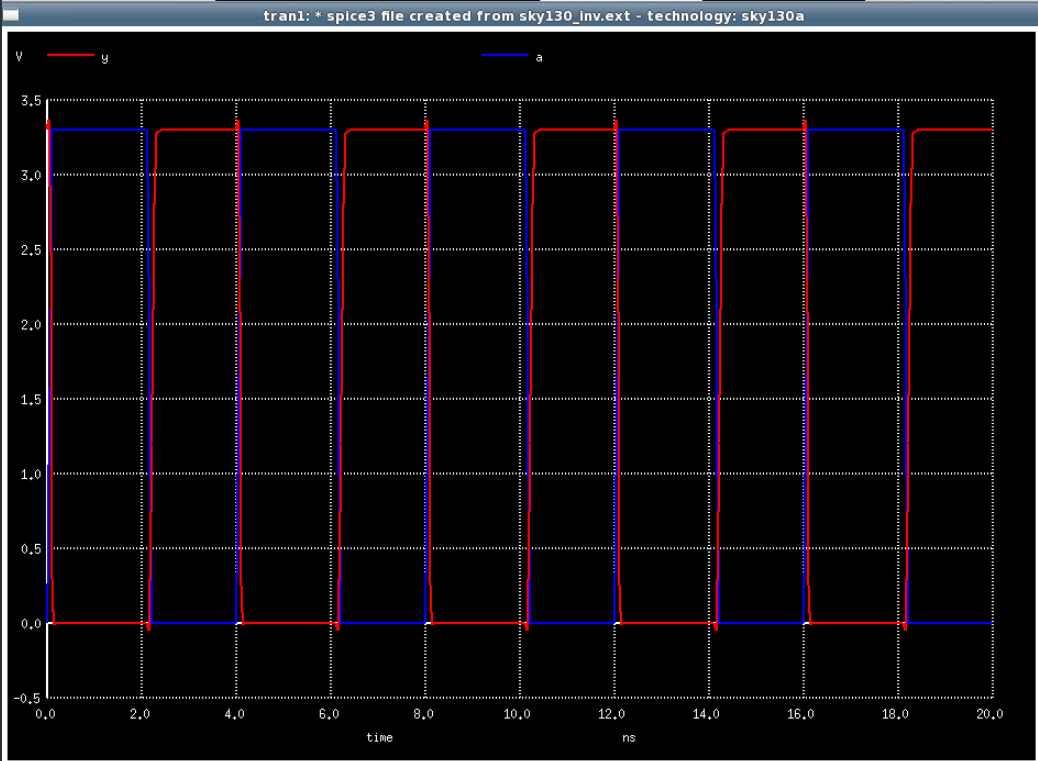 tran1: * spice3 file created from sky130_inv.ext - technology: sky130a
V y a
3.5
3.0
2.5
2.0
1.5
1.0
0.5
0.0
-0.5
0.0 2.0 4.0 6.0 8.0 10.0 12.0 14.0 16.0 18.0 20.0
time ns